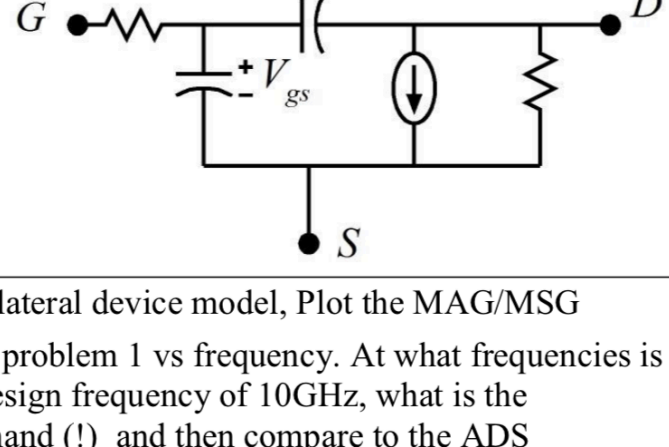 G
D
+ V
- gs
S
lateral device model, Plot the MAG/MSG
problem 1 vs frequency. At what frequencies is
esign frequency of 10GHz, what is the
hand (!) and then compare to the ADS